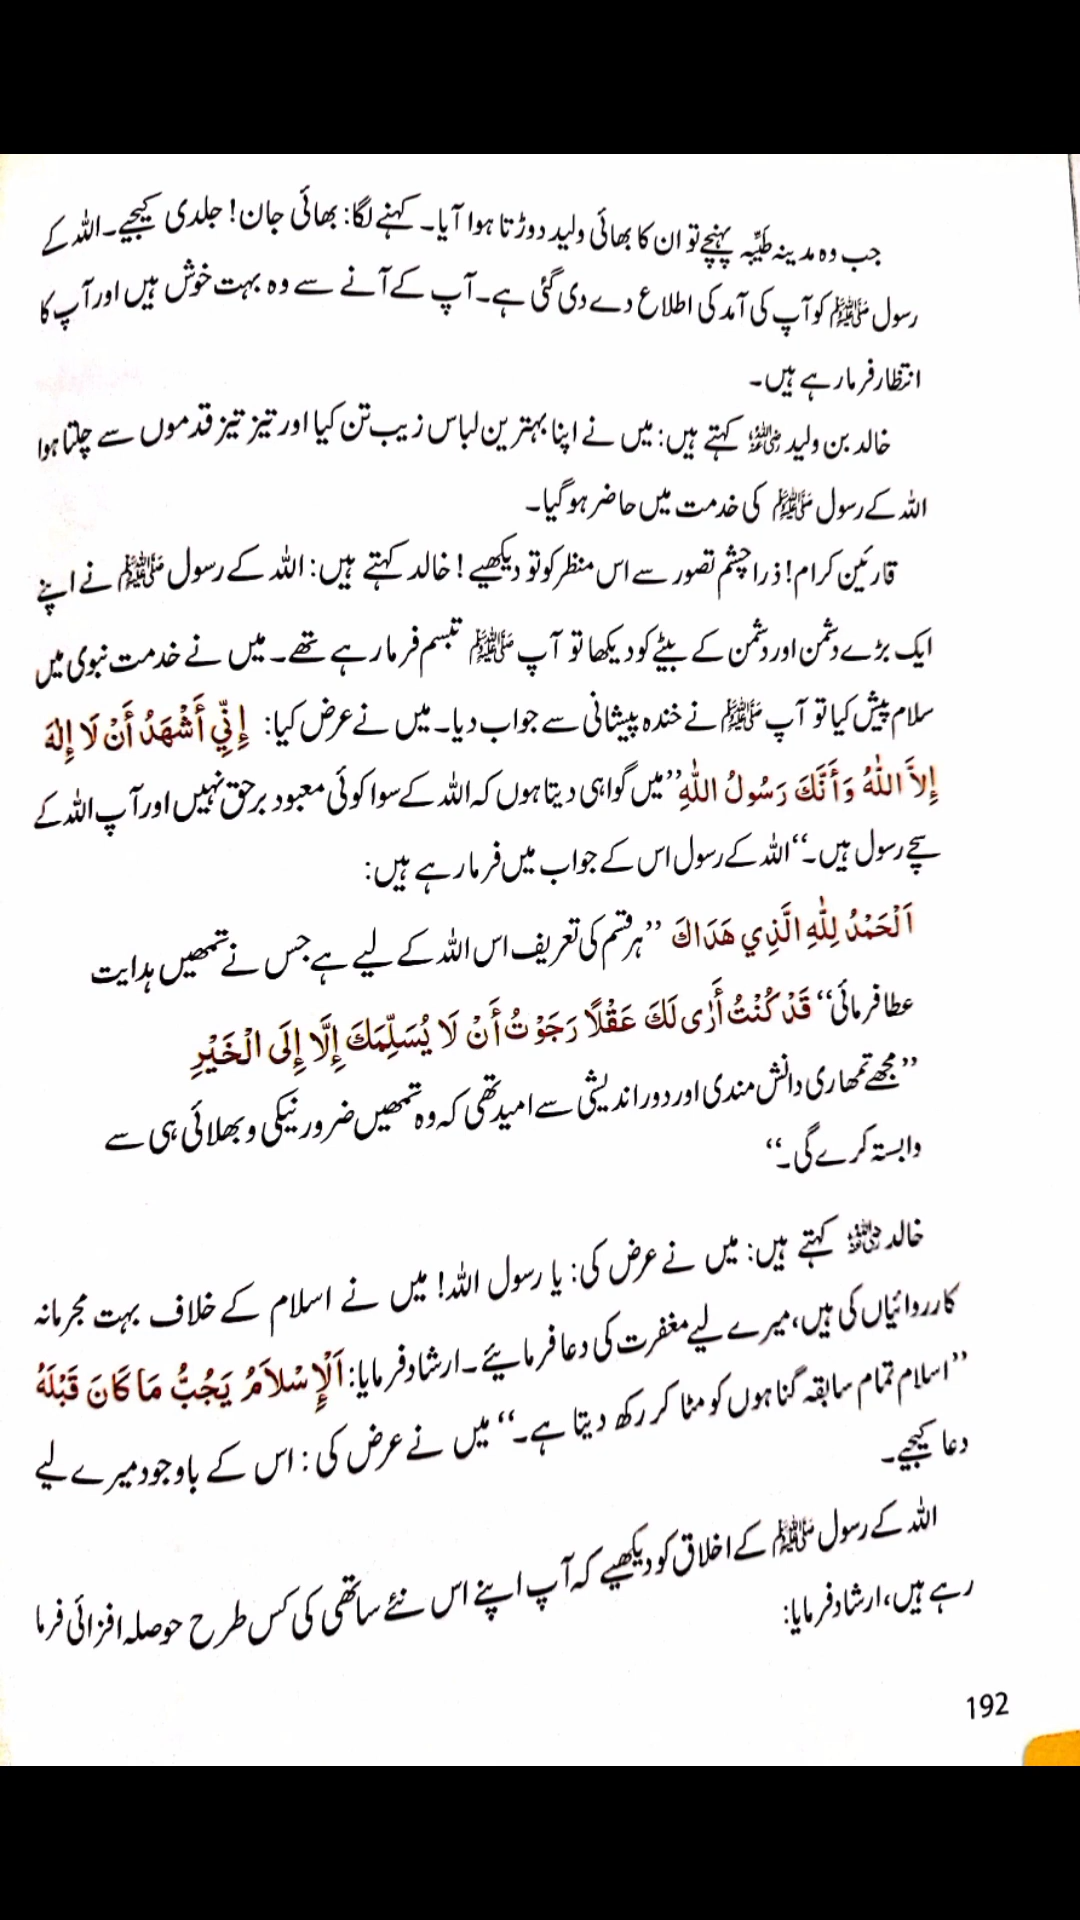 جب وہ مدینہ طیّبہ پہنچے تو ان کا بھائی ولید دوڑتا ہوا آیا۔ کہنے لگا: بھائی جان! جلدی کیجیے۔ اللہ کے
رسول ﷺ کو آپ کی آمد کی اطلاع دے دی گئی ہے۔ آپ کے آنے سے وہ بہت خوش ہیں اور آپ کا
انتظار فرما رہے ہیں۔
خالد بن ولید رضی اللہ عنہ کہتے ہیں: میں نے اپنا بہترین لباس زیب تن کیا اور تیز تیز قدموں سے چلتا ہوا
اللہ کے رسول ﷺ کی خدمت میں حاضر ہو گیا۔
قارئین کرام! ذرا چشم تصور سے اس منظر کو تو دیکھیے! خالد کہتے ہیں: اللہ کے رسول ﷺ نے اپنے
ایک بڑے دشمن اور دشمن کے بیٹے کو دیکھا تو آپ ﷺ تبسم فرما رہے تھے۔ میں نے خدمت نبوی میں
سلام پیش کیا تو آپ ﷺ نے خندہ پیشانی سے جواب دیا۔ میں نے عرض کیا: إِنِّي أَشْهَدُ أَنْ لَا إِلٰهَ
إِلاَّ اللّٰهُ وَأَنَّكَ رَسُولُ اللّٰهِ ’’میں گواہی دیتا ہوں کہ اللہ کے سوا کوئی معبود برحق نہیں اور آپ اللہ کے
سچے رسول ہیں۔‘‘ اللہ کے رسول اس کے جواب میں فرما رہے ہیں:
اَلْحَمْدُ لِلّٰهِ الَّذِي هَدَاكَ ’’ہر قسم کی تعریف اس اللہ کے لیے ہے جس نے تمھیں ہدایت
عطا فرمائی‘‘ قَدْ كُنْتُ أَرٰى لَكَ عَقْلًا رَجَوْتُ أَنْ لَا يُسَلِّمَكَ إِلَّا إِلَى الْخَيْرِ
’’مجھے تمھاری دانش مندی اور دور اندیشی سے امید تھی کہ وہ تمھیں ضرور نیکی و بھلائی ہی سے
وابستہ کرے گی۔‘‘
خالد رضی اللہ عنہ کہتے ہیں: میں نے عرض کی: یا رسول اللہ! میں نے اسلام کے خلاف بہت مجرمانہ
کارروائیاں کی ہیں، میرے لیے مغفرت کی دعا فرمایئے۔ ارشاد فرمایا: اَلْإِسْلاَمُ يَجُبُّ مَا كَانَ قَبْلَهُ
’’اسلام تمام سابقہ گناہوں کو مٹا کر رکھ دیتا ہے۔‘‘ میں نے عرض کی: اس کے باوجود میرے لیے
دعا کیجیے۔
اللہ کے رسول ﷺ کے اخلاق کو دیکھیے کہ آپ اپنے اس نئے ساتھی کی کس طرح حوصلہ افزائی فرما
رہے ہیں، ارشاد فرمایا:
192